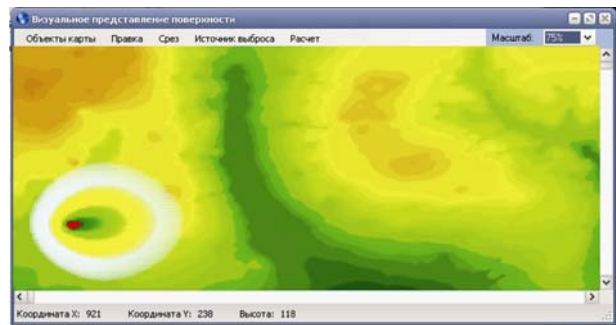 Визуальное представление поверхности
Объекты карты Правка Срез Источник выброса Расчет Масштаб: 75%
Координата X: 921 Координата Y: 238 Высота: 118